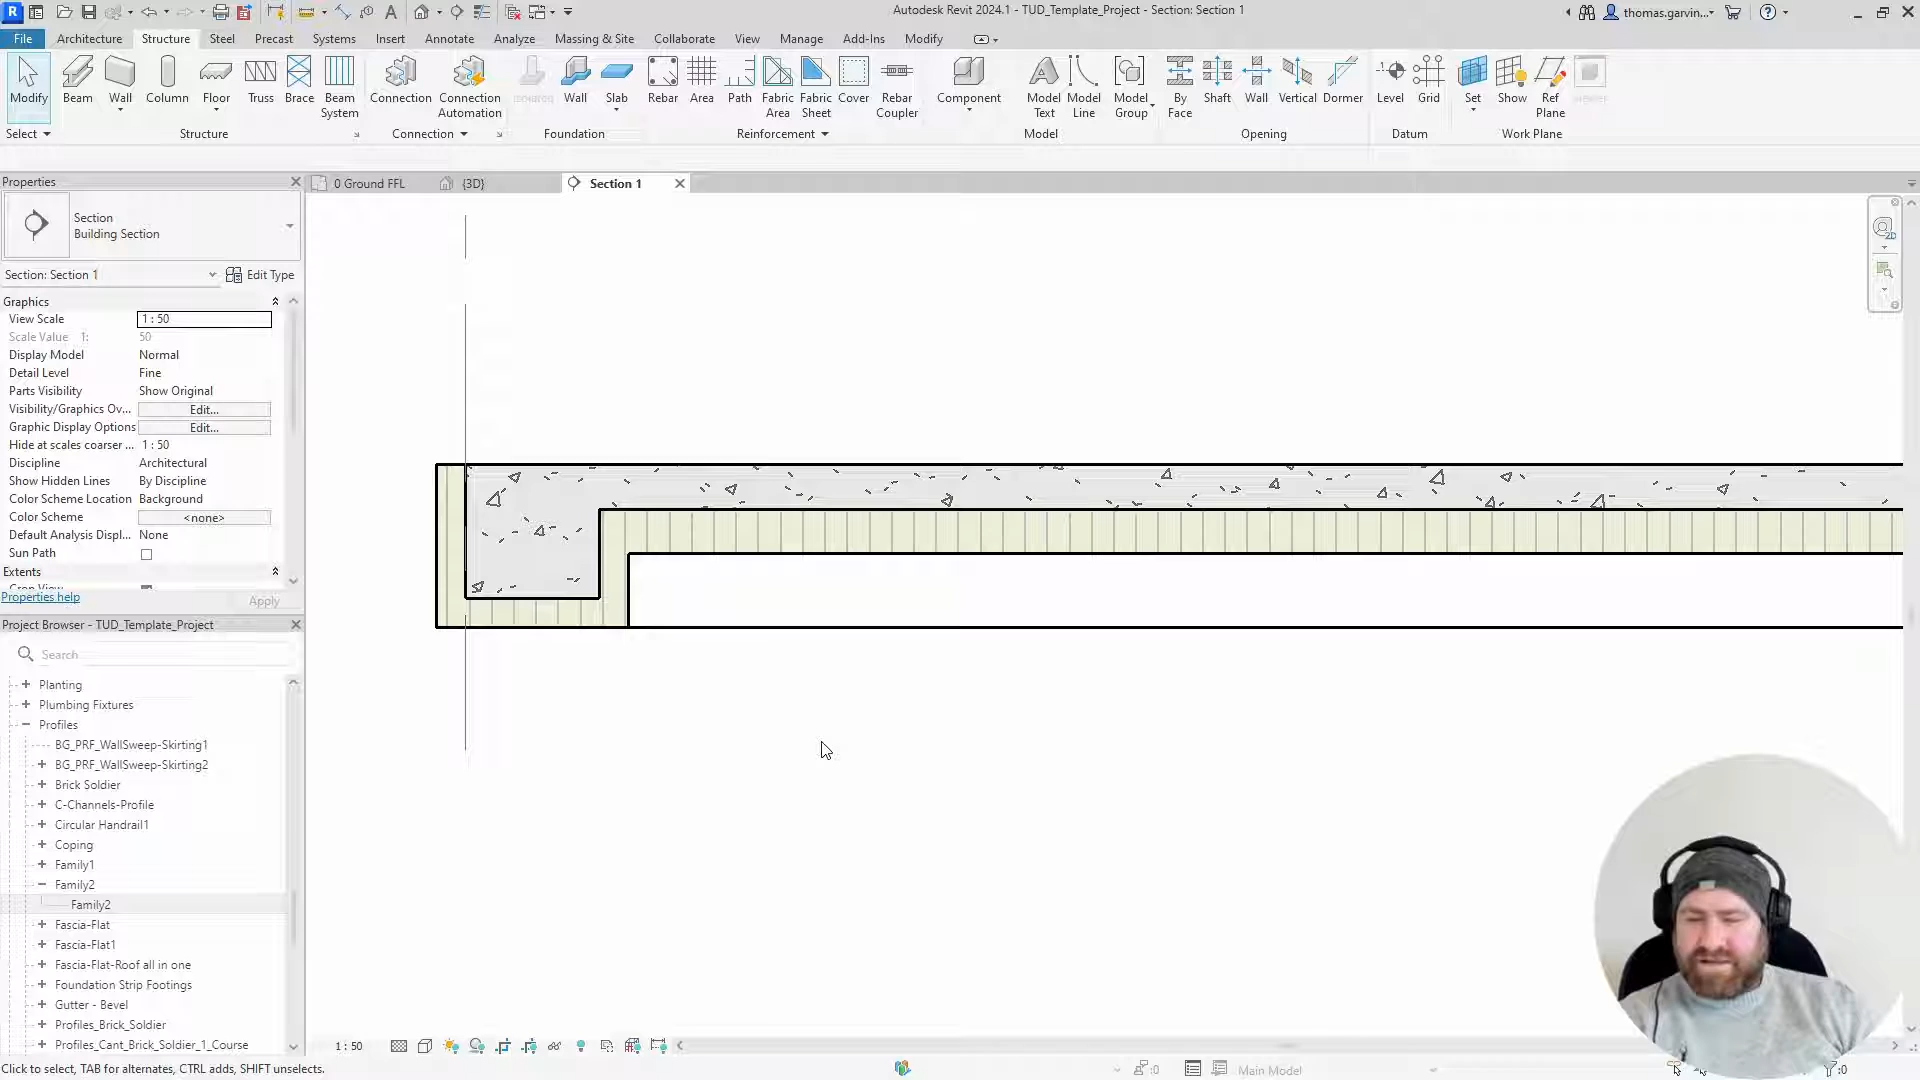 Autodesk Revit 2024.1 - TUD_Template_Project - Section: Section 1
thomas.garvin...
File Architecture Structure Steel Precast Systems Insert Annotate Analyze Massing & Site Collaborate View Manage Add-Ins Modify
Modify Beam Wall Column Floor Truss Brace Beam System Connection Connection Automation Wall Slab Rebar Area Path Fabric Area Fabric Sheet Cover Rebar Coupler Component Model Text Model Line Model Group By Face Shaft Wall Vertical Dormer Level Grid Set Show Ref Plane
Select Structure Connection Foundation Reinforcement Model Opening Datum Work Plane
Properties
0 Ground FFL {3D} Section 1
Section
Building Section
Section: Section 1 Edit Type
Graphics
View Scale 1 : 50
Scale Value 1: 50
Display Model Normal
Detail Level Fine
Parts Visibility Show Original
Visibility/Graphics Ov... Edit...
Graphic Display Options Edit...
Hide at scales coarser ... 1 : 50
Discipline Architectural
Show Hidden Lines By Discipline
Color Scheme Location Background
Color Scheme <none>
Default Analysis Displ... None
Sun Path
Extents
Crop View
Properties help Apply
Project Browser - TUD_Template_Project
Search
Planting
Plumbing Fixtures
Profiles
BG_PRF_WallSweep-Skirting1
BG_PRF_WallSweep-Skirting2
Brick Soldier
C-Channels-Profile
Circular Handrail1
Coping
Family1
Family2
Family2
Fascia-Flat
Fascia-Flat1
Fascia-Flat-Roof all in one
Foundation Strip Footings
Gutter - Bevel
Profiles_Brick_Soldier
Profiles_Cant_Brick_Soldier_1_Course
1 : 50
Click to select, TAB for alternates, CTRL adds, SHIFT unselects. :0 Main Model :0